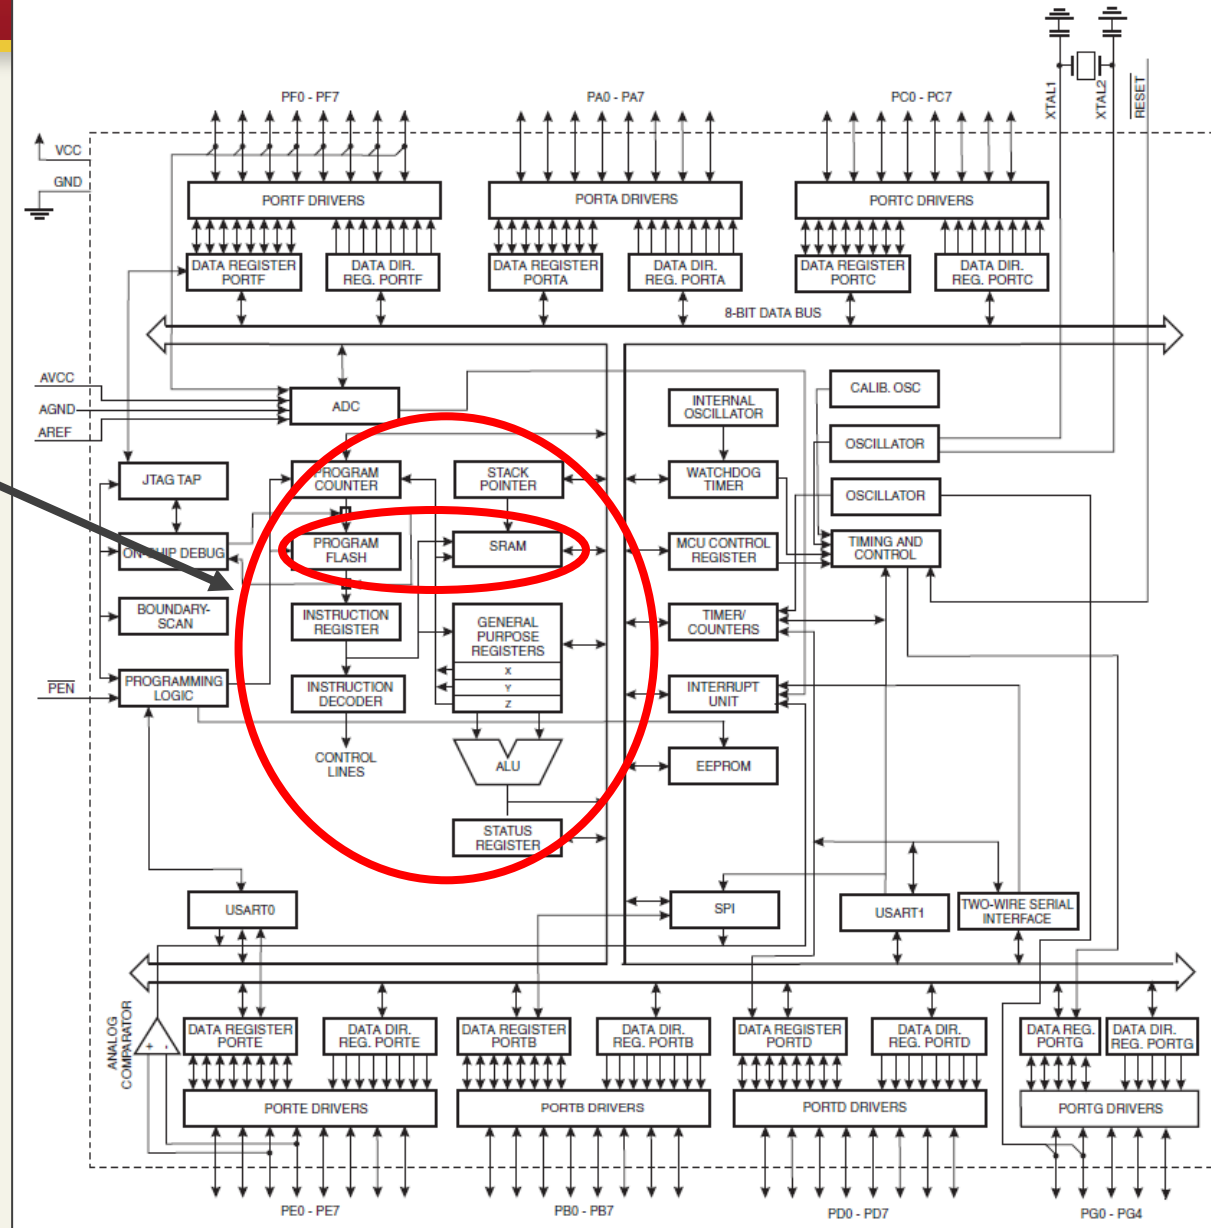 XTAL1
XTAL2
RESET
PF0 - PF7
PA0 - PA7
PC0 - PC7
VCC
GND
PORTF DRIVERS
PORTA DRIVERS
PORTC DRIVERS
DATA REGISTER
PORTF
DATA DIR.
REG. PORTF
DATA REGISTER
PORTA
DATA DIR.
REG. PORTA
DATA REGISTER
PORTC
DATA DIR.
REG. PORTC
8-BIT DATA BUS
AVCC
AGND
AREF
ADC
INTERNAL
OSCILLATOR
CALIB. OSC
OSCILLATOR
JTAG TAP
PROGRAM
COUNTER
STACK
POINTER
WATCHDOG
TIMER
OSCILLATOR
ON-CHIP DEBUG
PROGRAM
FLASH
SRAM
MCU CONTROL
REGISTER
TIMING AND
CONTROL
BOUNDARY-
SCAN
INSTRUCTION
REGISTER
GENERAL
PURPOSE
REGISTERS
X
Y
Z
TIMER/
COUNTERS
PEN
PROGRAMMING
LOGIC
INSTRUCTION
DECODER
INTERRUPT
UNIT
CONTROL
LINES
ALU
EEPROM
STATUS
REGISTER
USART0
SPI
USART1
TWO-WIRE SERIAL
INTERFACE
ANALOG
COMPARATOR
+ -
DATA REGISTER
PORTE
DATA DIR.
REG. PORTE
DATA REGISTER
PORTB
DATA DIR.
REG. PORTB
DATA REGISTER
PORTD
DATA DIR.
REG. PORTD
DATA REG.
PORTG
DATA DIR.
REG. PORTG
PORTE DRIVERS
PORTB DRIVERS
PORTD DRIVERS
PORTG DRIVERS
PE0 - PE7
PB0 - PB7
PD0 - PD7
PG0 - PG4